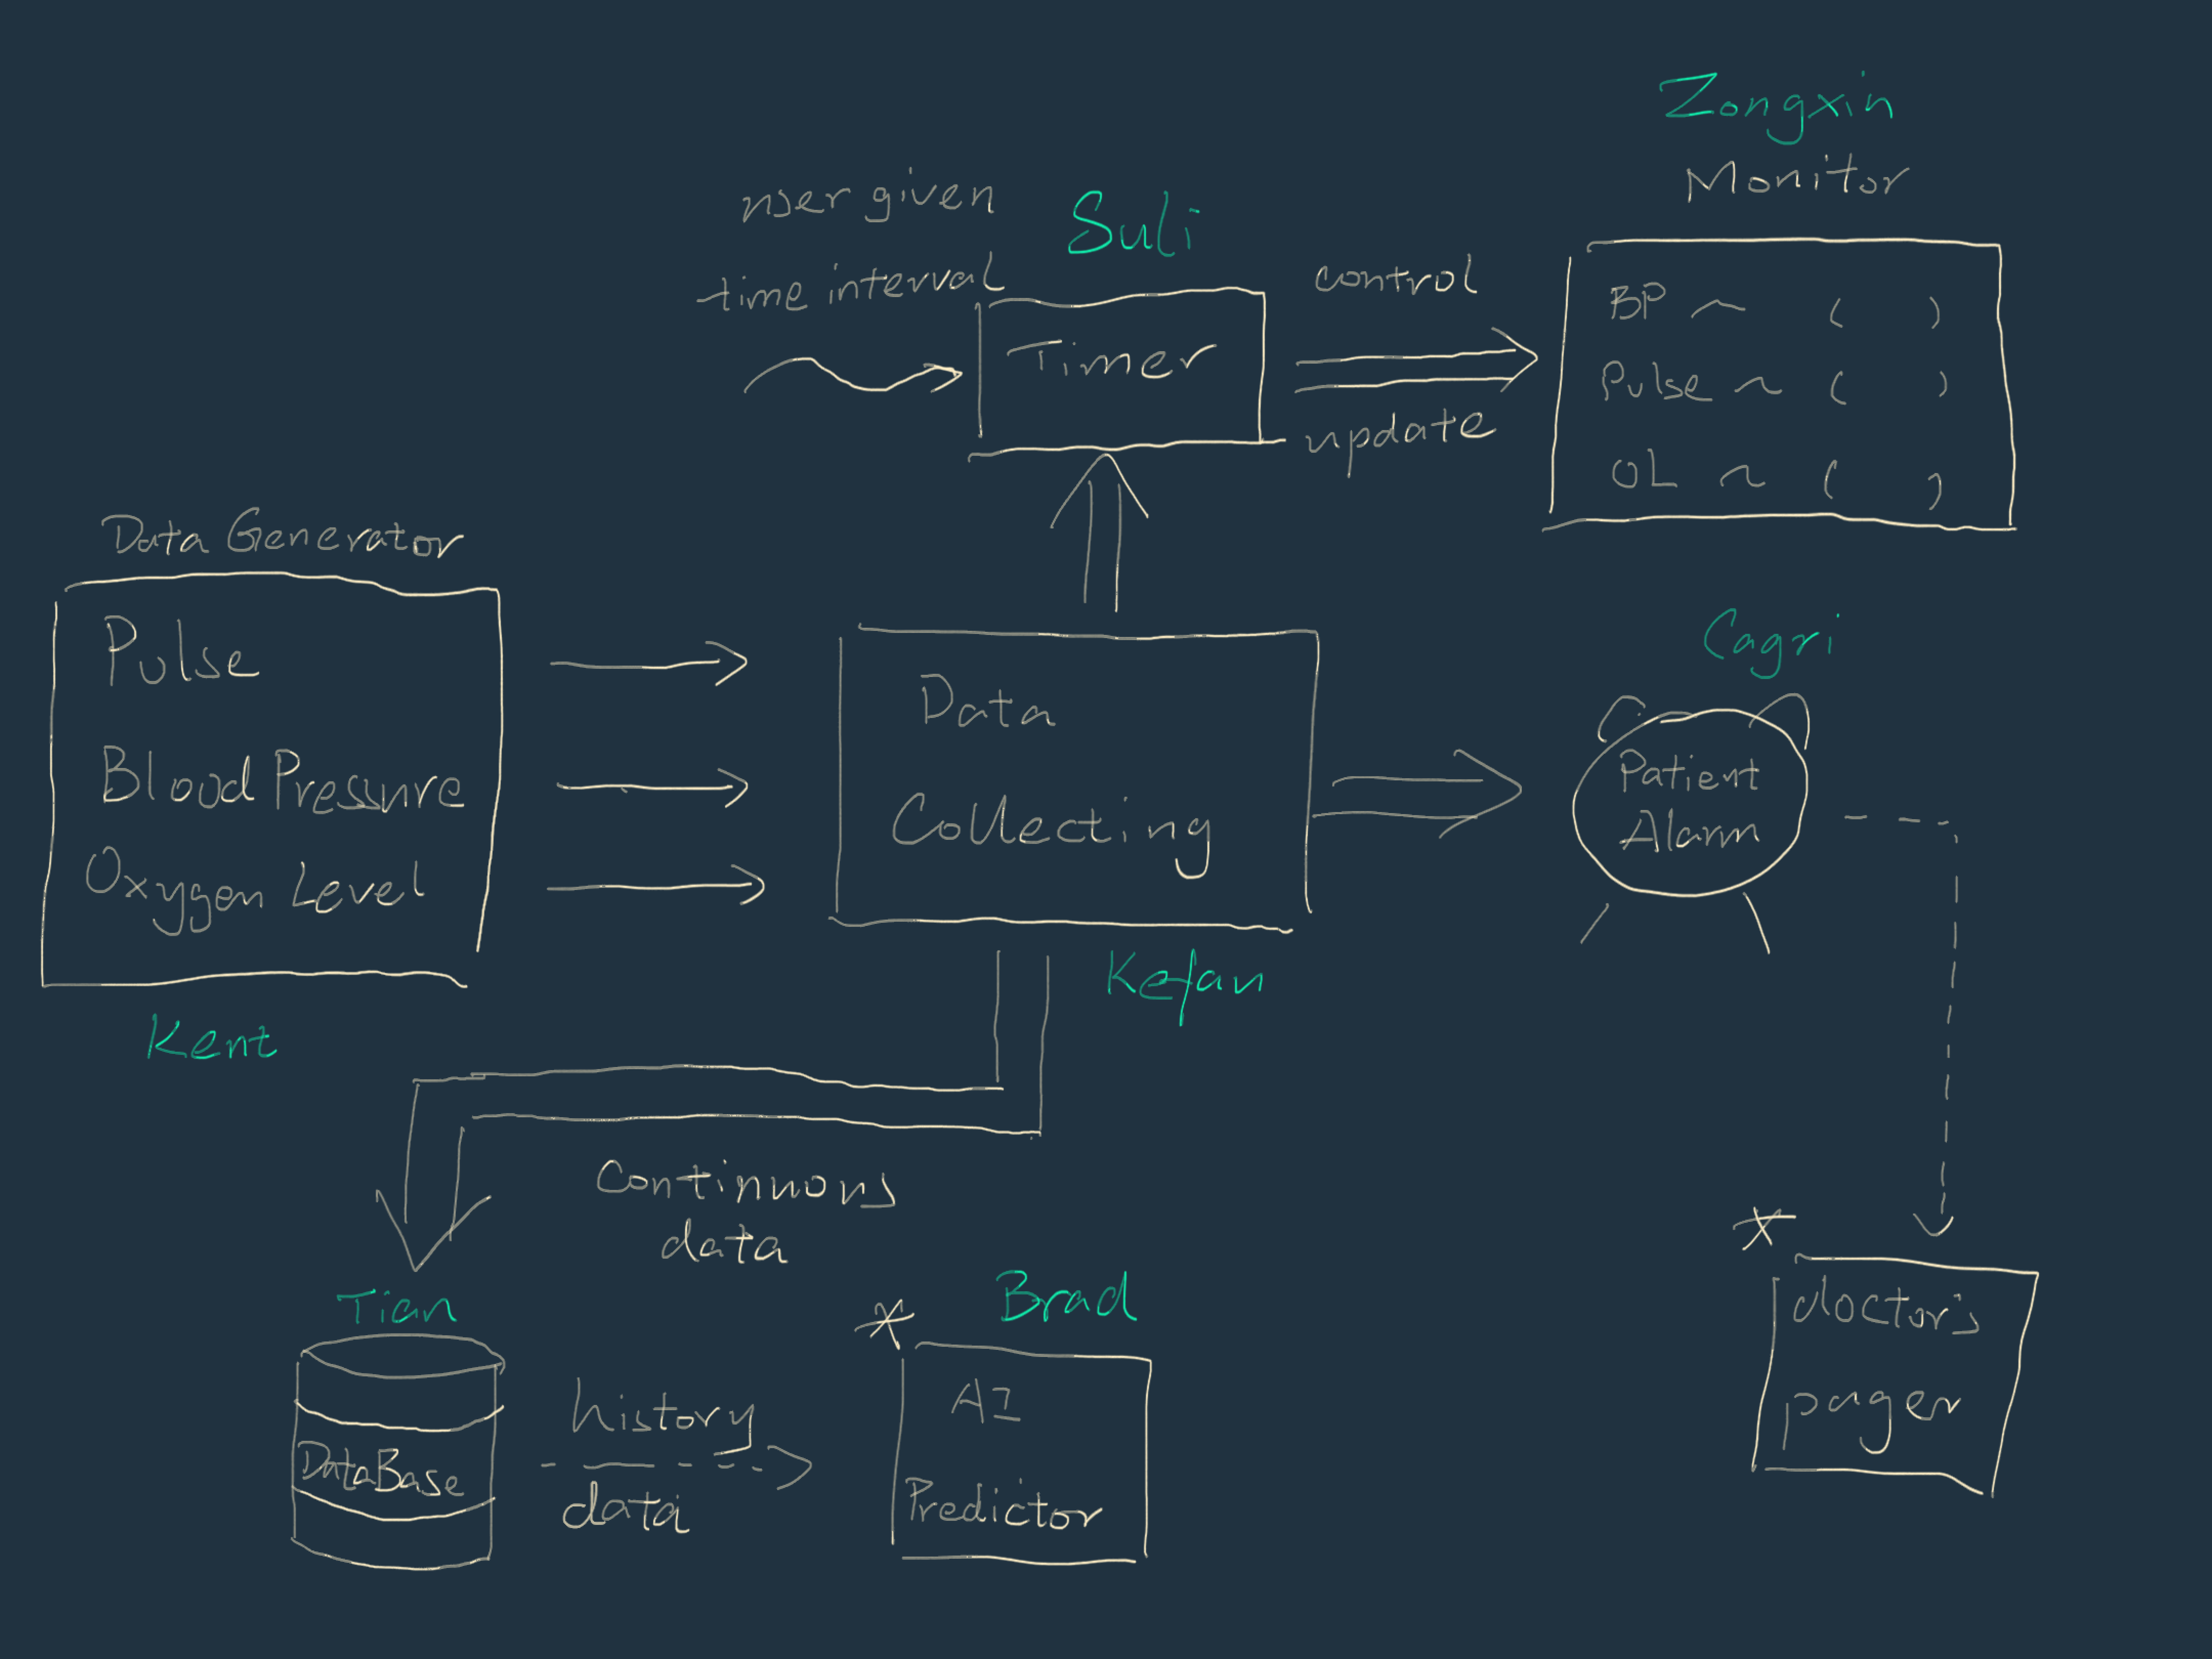 Zongxin
Monitor
user given
time interval
Suli
Timer
control
update
BP ~ ( )
Pulse ~ ( )
OL ~ ( )
Data Generator
Pulse
Blood Pressure
Oxygen Level
Kent
Data
Collecting
Kefan
Cagri
Patient
Alarm
Continuous
data
Tian
DataBase
history
data
* Brad
AI
Predictor
*
doctor's
pager